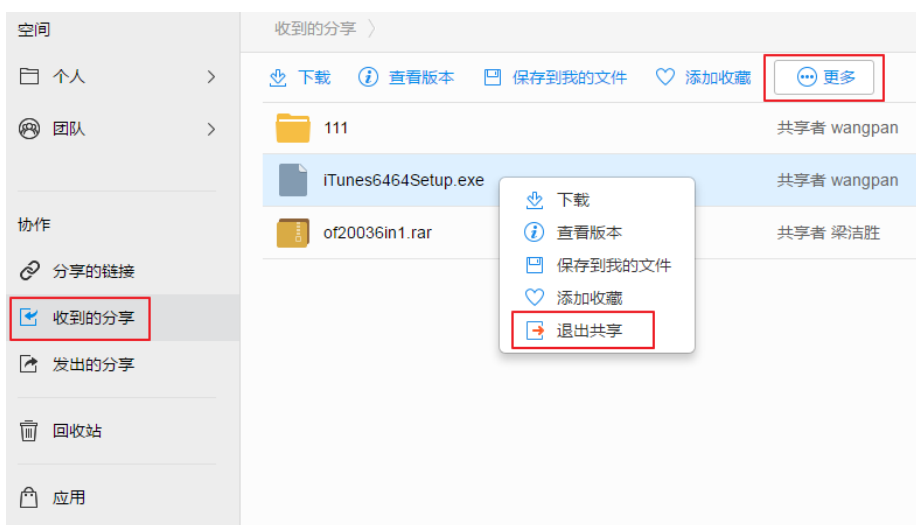 空间
个人
团队
协作
分享的链接
收到的分享
发出的分享
回收站
应用
收到的分享 〉
下载 查看版本 保存到我的文件 添加收藏 更多
111 共享者 wangpan
iTunes6464Setup.exe 共享者 wangpan
of20036in1.rar 共享者 梁洁胜
下载
查看版本
保存到我的文件
添加收藏
退出共享